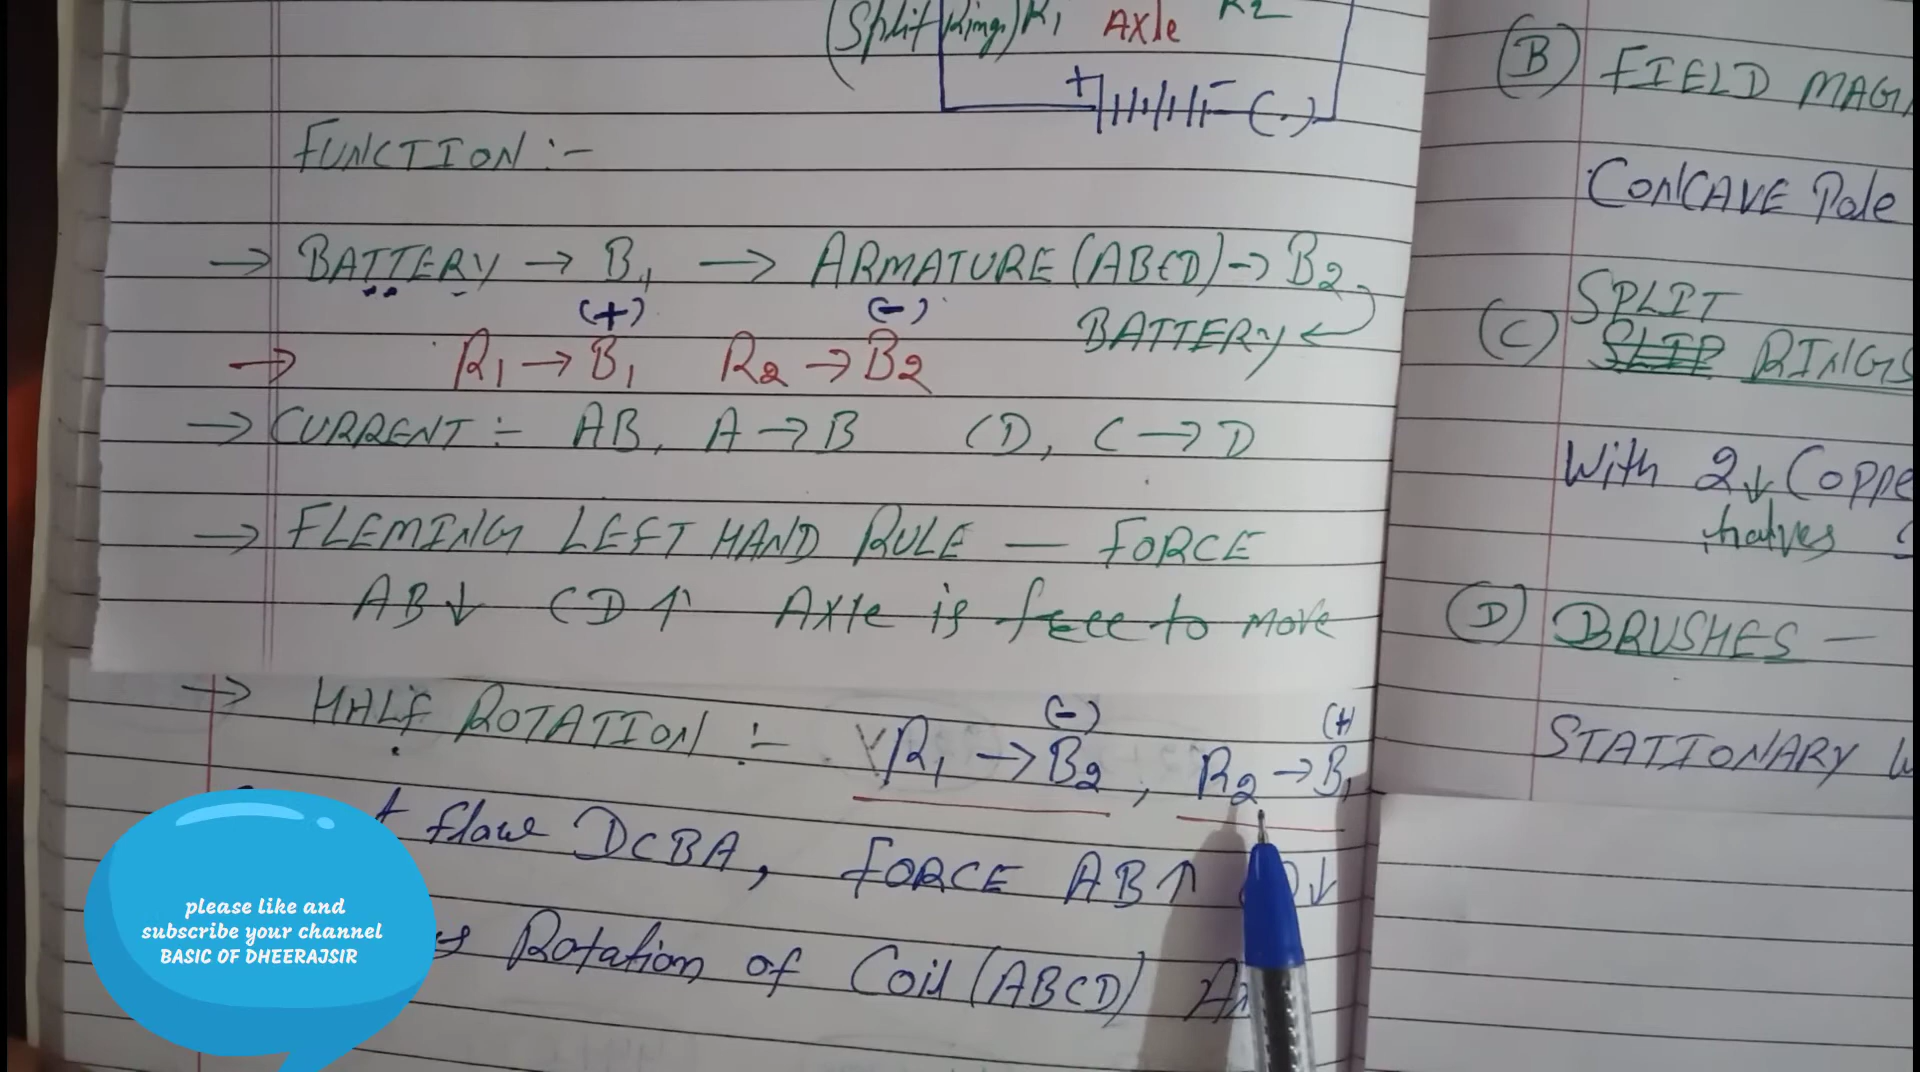 (Split Rings) R1 Axle R2
+ - (.)
FUNCTION :-
→ BATTERY → B1 → ARMATURE (ABCD) → B2
BATTERY ←
(+) (-)
→ R1 → B1 R2 → B2
→ CURRENT :- AB, A → B CD, C → D
→ FLEMING LEFT HAND RULE — FORCE
AB↓ CD↑ Axle is free to move
→ HALF ROTATION :- R1 → B2, R2 → B1
(-) (+)
flow DCBA, FORCE AB↑ ↓
Rotation of Coil (ABCD)
(B) FIELD
CONCAVE Pole
SPLIT
(C) RINGS
With 2 Coppe
halves
(D) BRUSHES —
STATIONARY
please like and
subscribe your channel
BASIC OF DHEERAJSIR